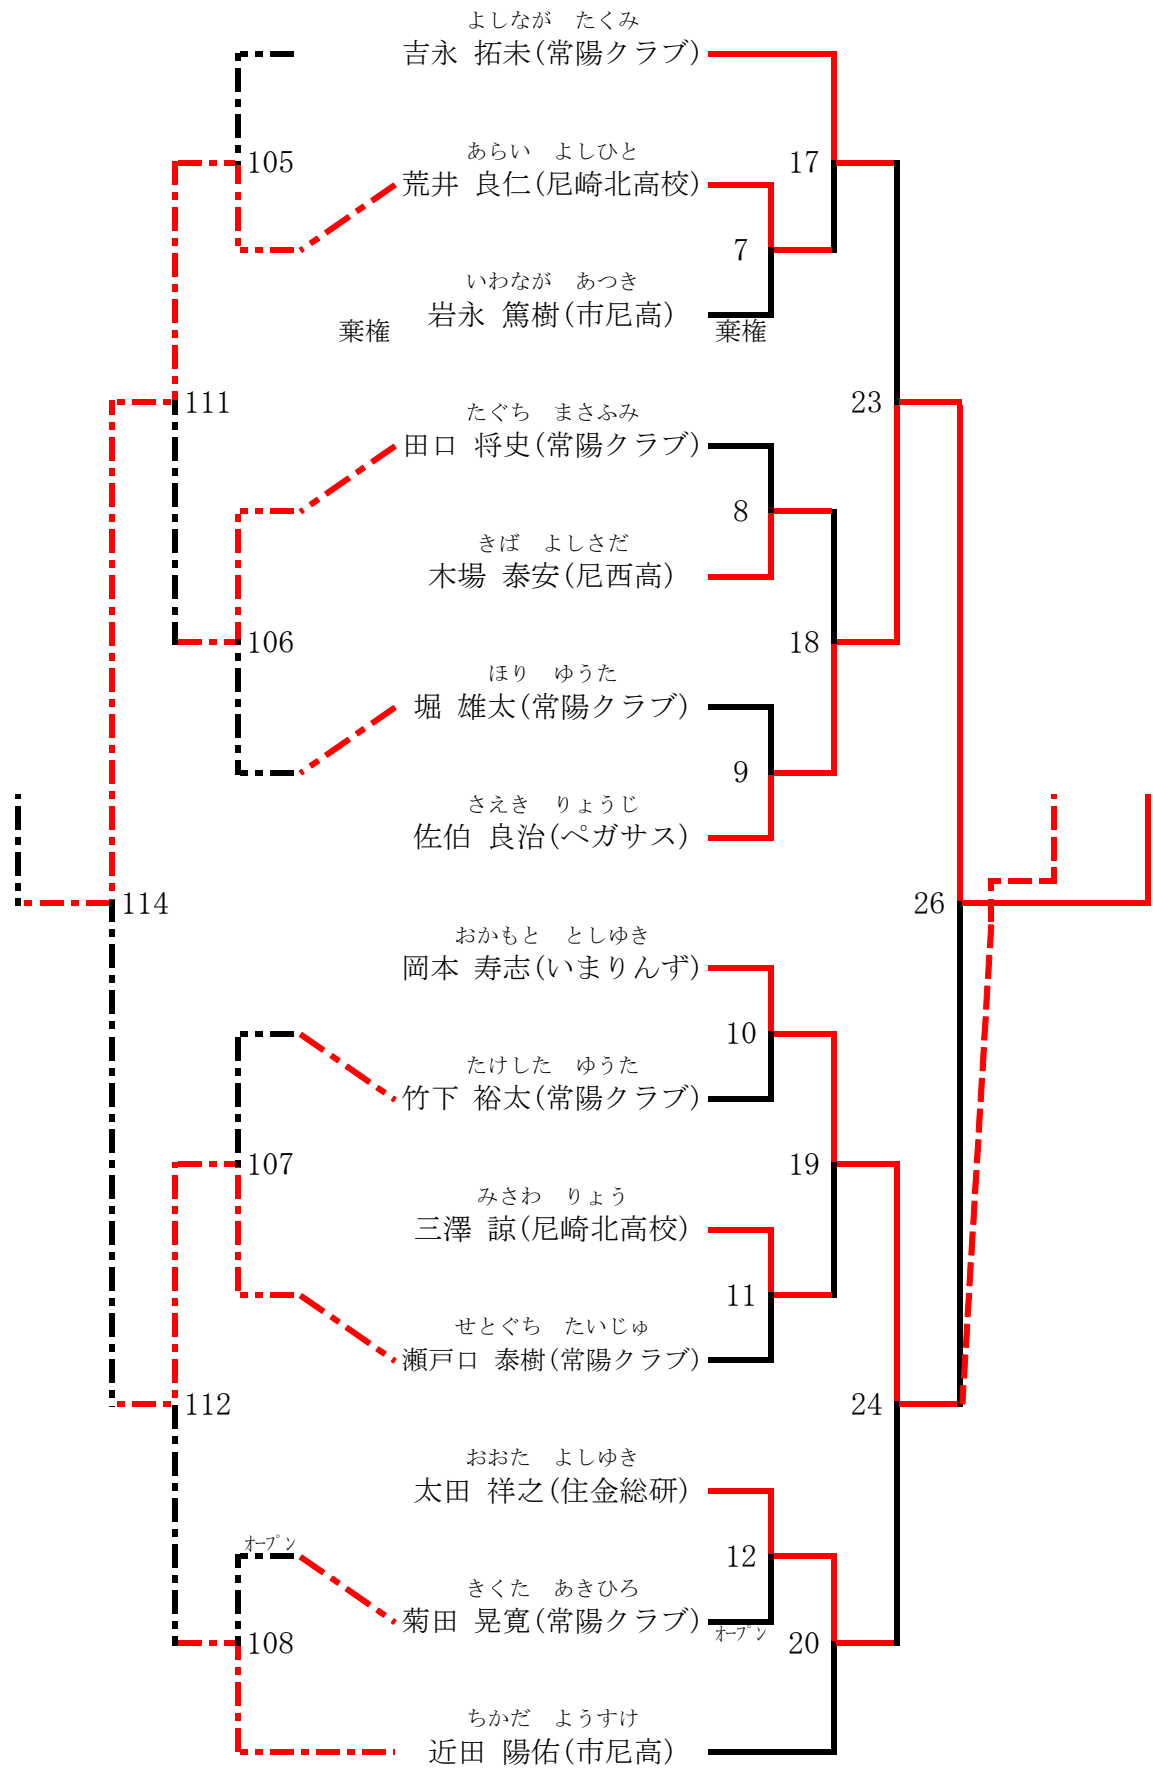 よしなが　たくみ
吉永 拓未(常陽クラブ)
105
あらい　よしひと
17
荒井 良仁(尼崎北高校)
7
いわなが　あつき
岩永 篤樹(市尼高)
棄権
棄権
111
たぐち　まさふみ
23
田口 将史(常陽クラブ)
8
きば　よしさだ
木場 泰安(尼西高)
106
18
ほり　ゆうた
堀 雄太(常陽クラブ)
9
さえき　りょうじ
佐伯 良治(ペガサス)
114
26
おかもと　としゆき
岡本 寿志(いまりんず)
10
たけした　ゆうた
竹下 裕太(常陽クラブ)
107
19
みさわ　りょう
三澤 諒(尼崎北高校)
11
せとぐち　たいじゅ
瀬戸口 泰樹(常陽クラブ)
112
24
おおた　よしゆき
太田 祥之(住金総研)
オープン
12
きくた　あきひろ
菊田 晃寛(常陽クラブ)
オープン
108
20
ちかだ　ようすけ
近田 陽佑(市尼高)